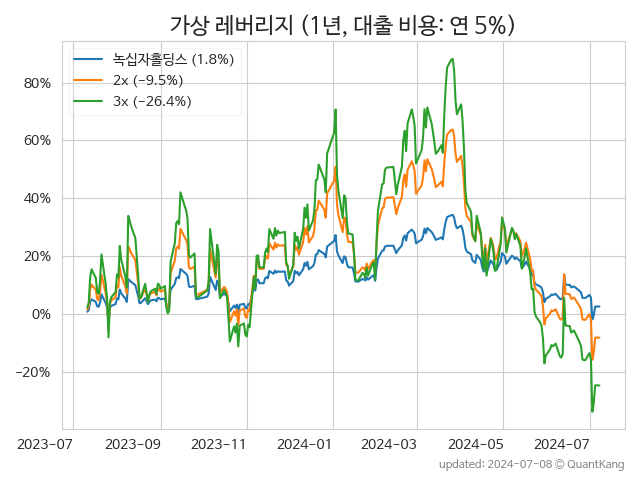 가상 레버리지 (1년, 대출 비용: 연 5%)
녹십자홀딩스 (1.8%)
2x (−9.5%)
3x (−26.4%)
80%
60%
40%
20%
0%
−20%
2023-07 2023-09 2023-11 2024-01 2024-03 2024-05 2024-07
updated: 2024-07-08 © QuantKang